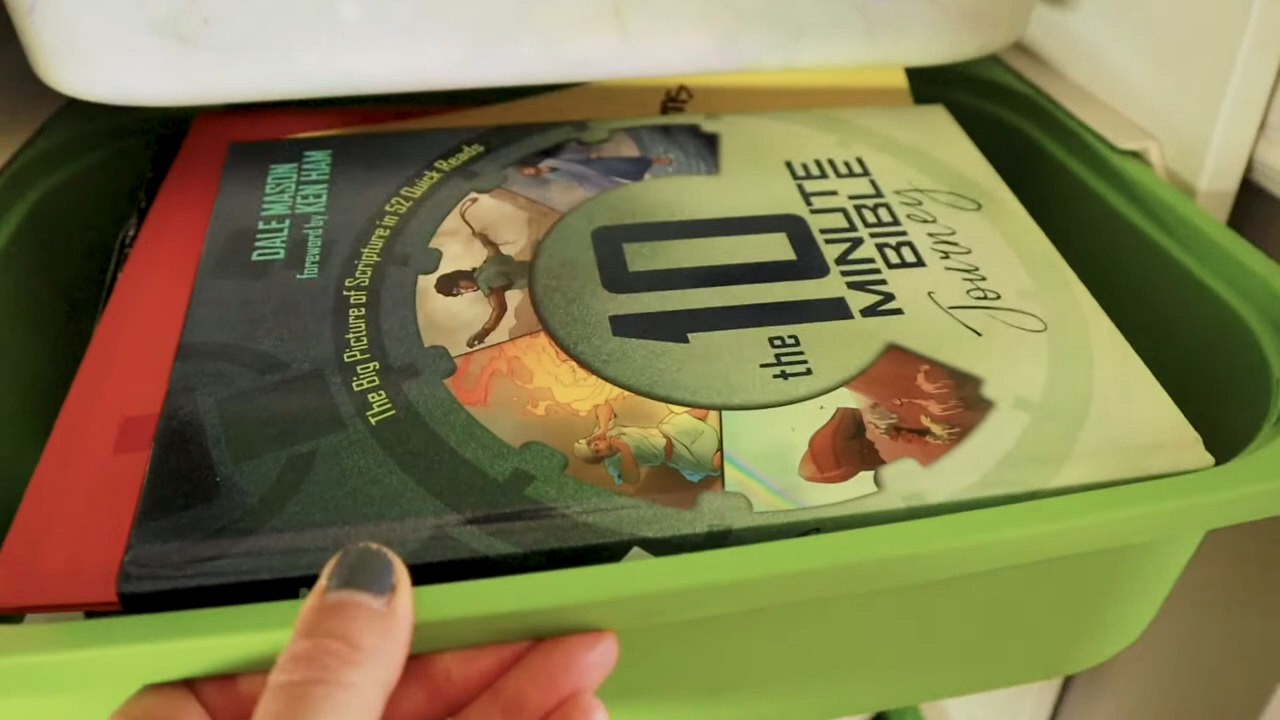 the 10
MINUTE
BIBLE
Journey
The Big Picture of Scripture in 52 Quick Reads
DALE MASON
foreword by KEN HAM